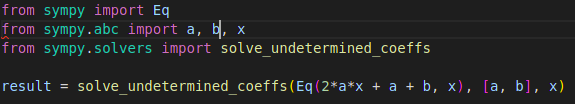 from sympy import Eq
from sympy.abc import a, b, x
from sympy.solvers import solve_undetermined_coeffs
result = solve_undetermined_coeffs(Eq(2*a*x + a + b, x), [a, b], x)